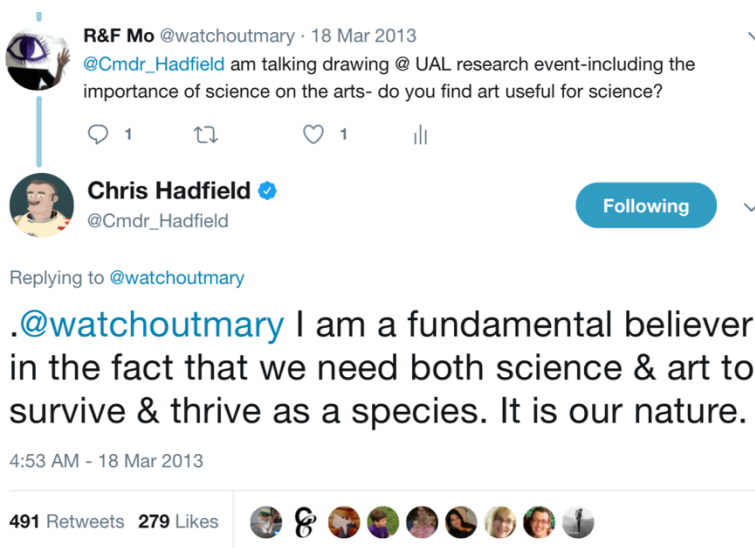 R&F Mo @watchoutmary · 18 Mar 2013
@Cmdr_Hadfield am talking drawing @ UAL research event-including the
importance of science on the arts- do you find art useful for science?
1 1
Chris Hadfield
Following
@Cmdr_Hadfield
Replying to @watchoutmary
.@watchoutmary I am a fundamental believer
in the fact that we need both science & art to
survive & thrive as a species. It is our nature.
4:53 AM - 18 Mar 2013
491 Retweets 279 Likes